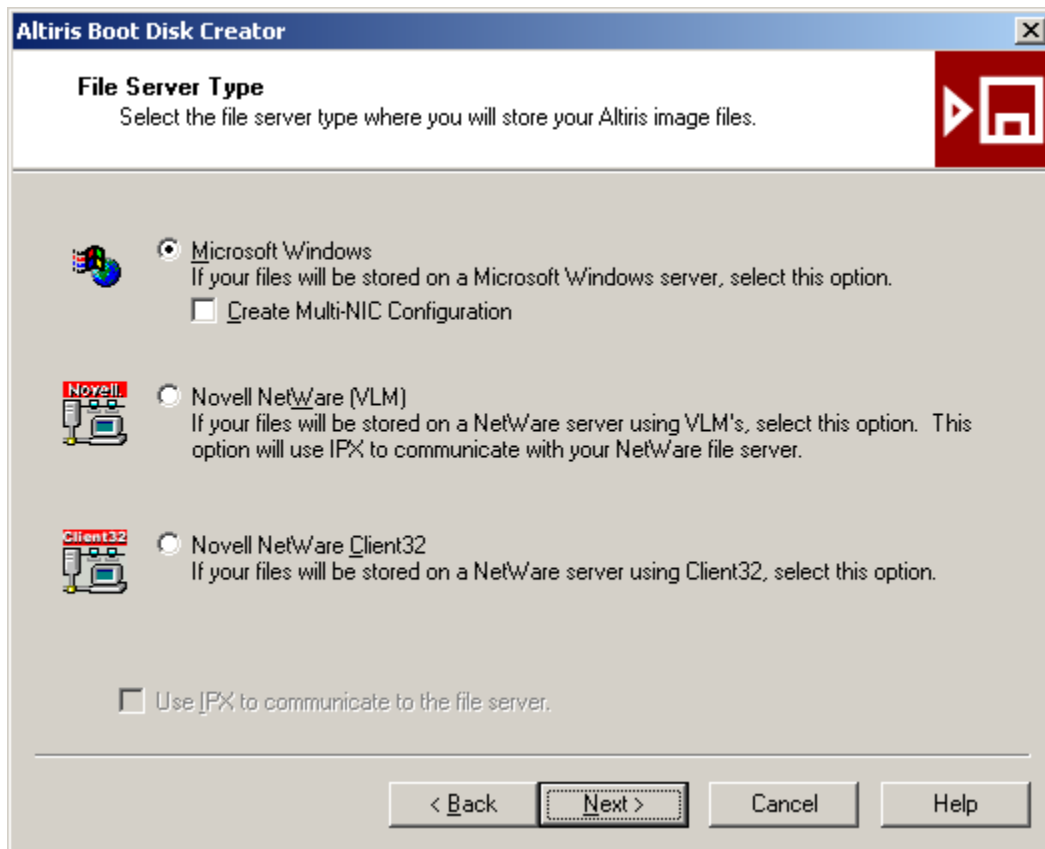 Altiris Boot Disk Creator
File Server Type
Select the file server type where you will store your Altiris image files.
Microsoft Windows
If your files will be stored on a Microsoft Windows server, select this option.
Create Multi-NIC Configuration
Novell
Novell NetWare (VLM)
If your files will be stored on a NetWare server using VLM's, select this option. This
option will use IPX to communicate with your NetWare file server.
Client32
Novell NetWare Client32
If your files will be stored on a NetWare server using Client32, select this option.
Use IPX to communicate to the file server.
< Back
Next >
Cancel
Help